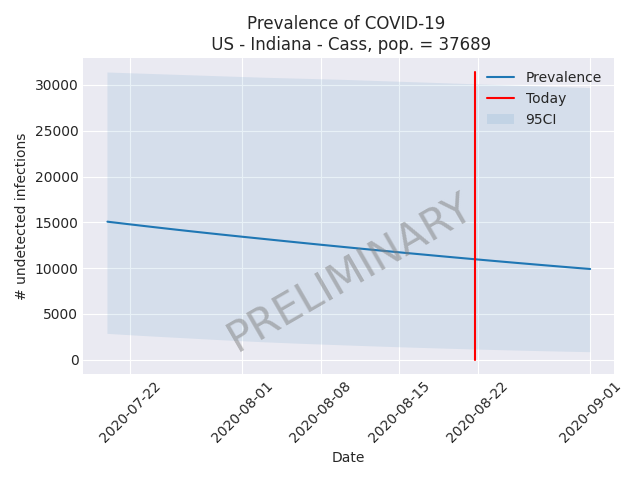 Prevalence of COVID-19
US - Indiana - Cass, pop. = 37689
Prevalence
Today
95CI
# undetected infections
30000
25000
20000
15000
10000
5000
0
PRELIMINARY
2020-07-22
2020-08-01
2020-08-08
2020-08-15
2020-08-22
2020-09-01
Date